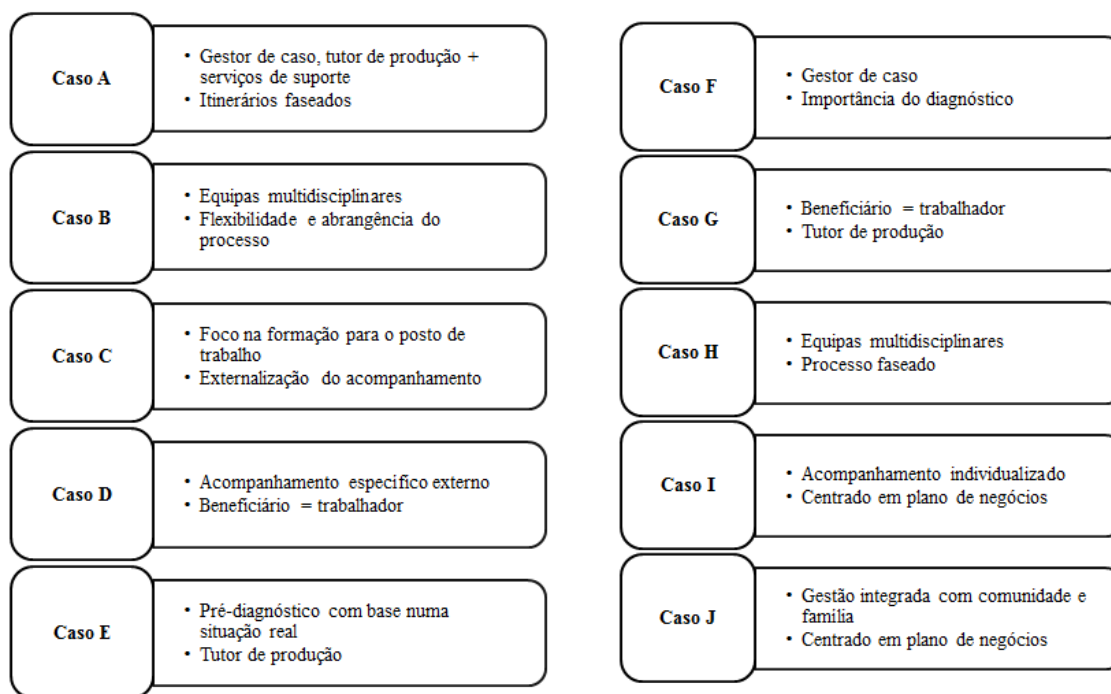 Caso A
• Gestor de caso, tutor de produção +
serviços de suporte
• Itinerários faseados
Caso B
• Equipas multidisciplinares
• Flexibilidade e abrangência do
processo
Caso C
• Foco na formação para o posto de
trabalho
• Externalização do acompanhamento
Caso D
• Acompanhamento específico externo
• Beneficiário = trabalhador
Caso E
• Pré-diagnóstico com base numa
situação real
• Tutor de produção
Caso F
• Gestor de caso
• Importância do diagnóstico
Caso G
• Beneficiário = trabalhador
• Tutor de produção
Caso H
• Equipas multidisciplinares
• Processo faseado
Caso I
• Acompanhamento individualizado
• Centrado em plano de negócios
Caso J
• Gestão integrada com comunidade e
família
• Centrado em plano de negócios